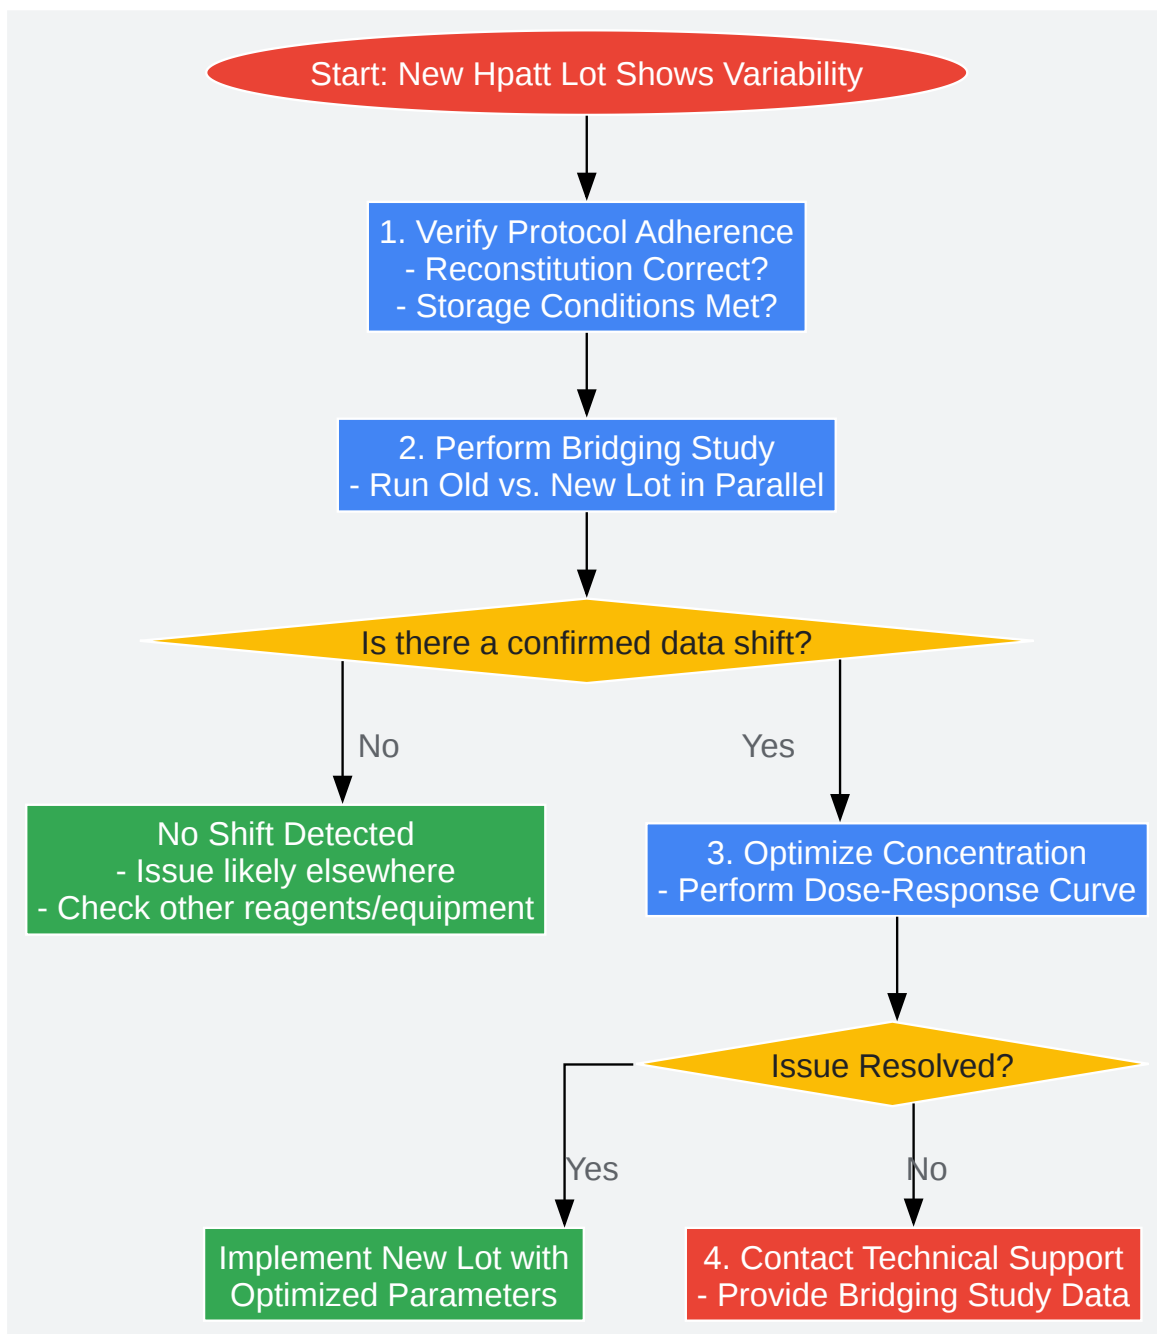 Start: New Hpatt Lot Shows Variability
1. Verify Protocol Adherence
- Reconstitution Correct?
- Storage Conditions Met?
2. Perform Bridging Study
- Run Old vs. New Lot in Parallel
Is there a confirmed data shift?
No
Yes
No Shift Detected
- Issue likely elsewhere
- Check other reagents/equipment
3. Optimize Concentration
- Perform Dose-Response Curve
Issue Resolved?
Yes
No
Implement New Lot with
Optimized Parameters
4. Contact Technical Support
- Provide Bridging Study Data